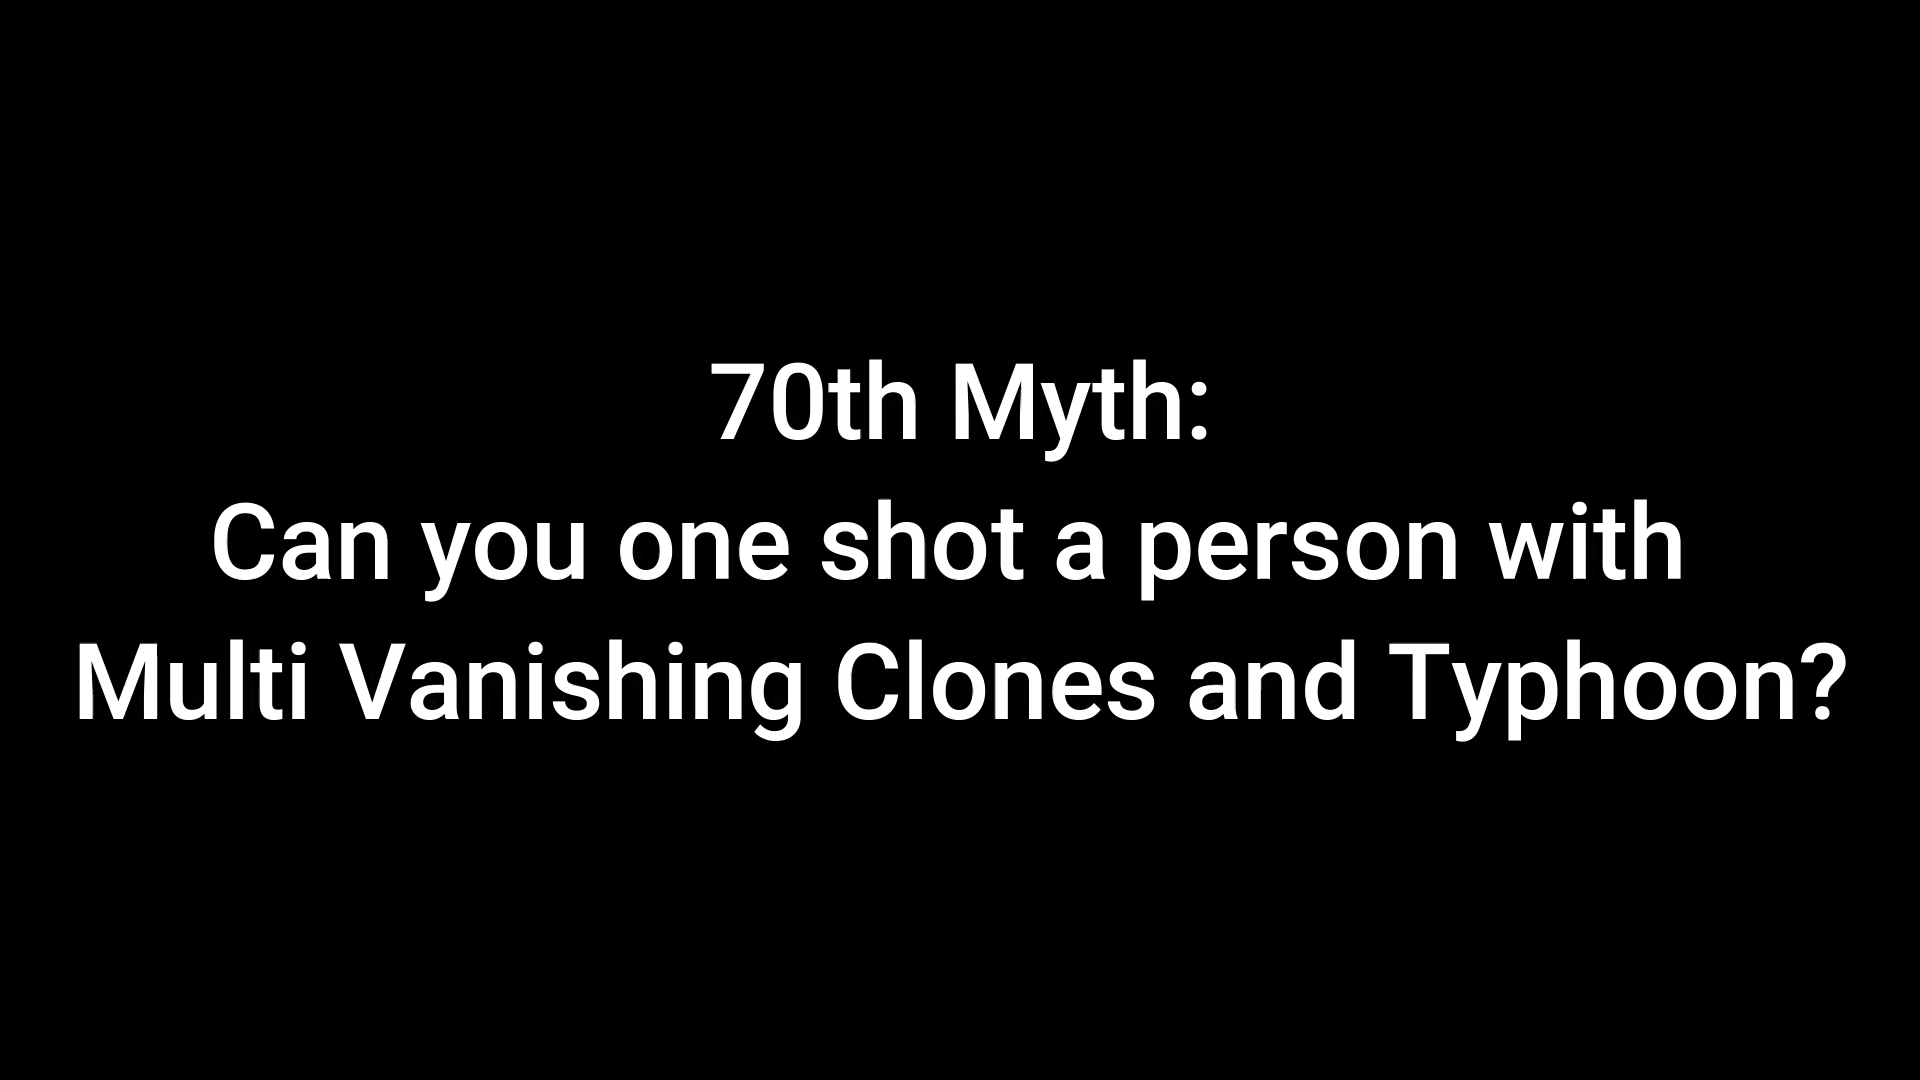 70th Myth:
Can you one shot a person with
Multi Vanishing Clones and Typhoon?